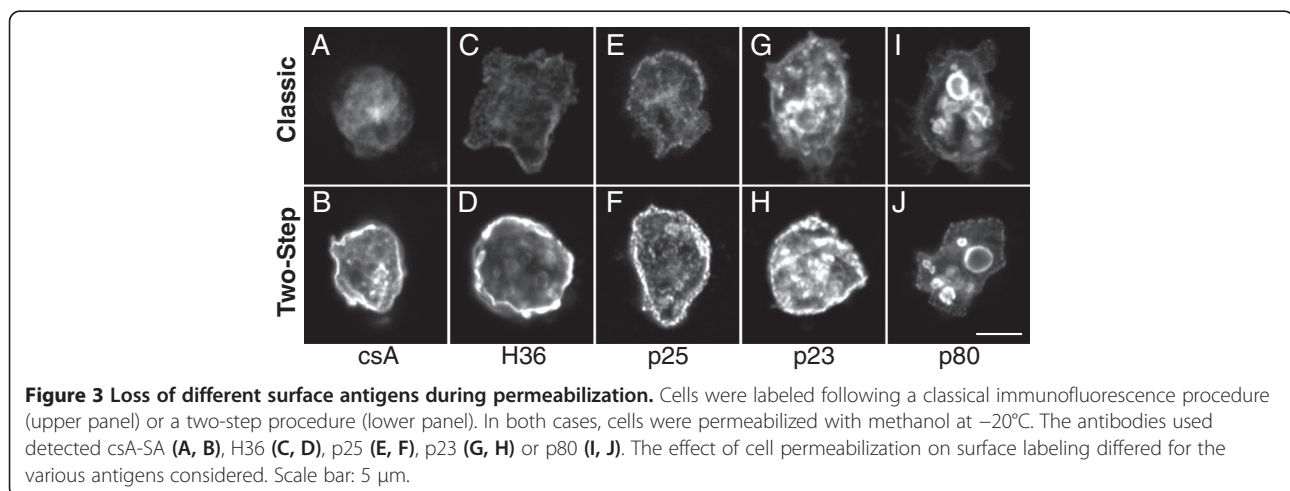 A C E G I
Classic
B D F H J
Two-Step
csA H36 p25 p23 p80
Figure 3 Loss of different surface antigens during permeabilization. Cells were labeled following a classical immunofluorescence procedure
(upper panel) or a two-step procedure (lower panel). In both cases, cells were permeabilized with methanol at −20°C. The antibodies used
detected csA-SA (A, B), H36 (C, D), p25 (E, F), p23 (G, H) or p80 (I, J). The effect of cell permeabilization on surface labeling differed for the
various antigens considered. Scale bar: 5 μm.